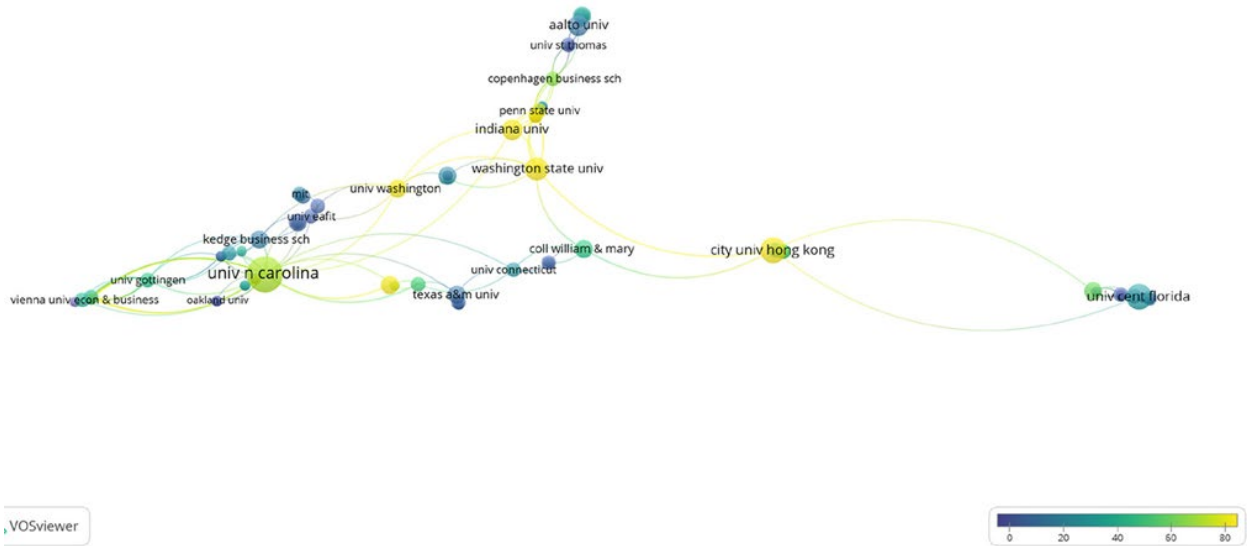 aalto univ
univ st thomas
copenhagen business sch
penn state univ
indiana univ
washington state univ
univ washington
mit
univ eafit
kedge business sch
coll william & mary
city univ hong kong
univ n carolina
univ connecticut
univ gottingen
texas a&m univ
univ cent florida
vienna univ econ & business
oakland univ
VOSviewer
0 20 40 60 80